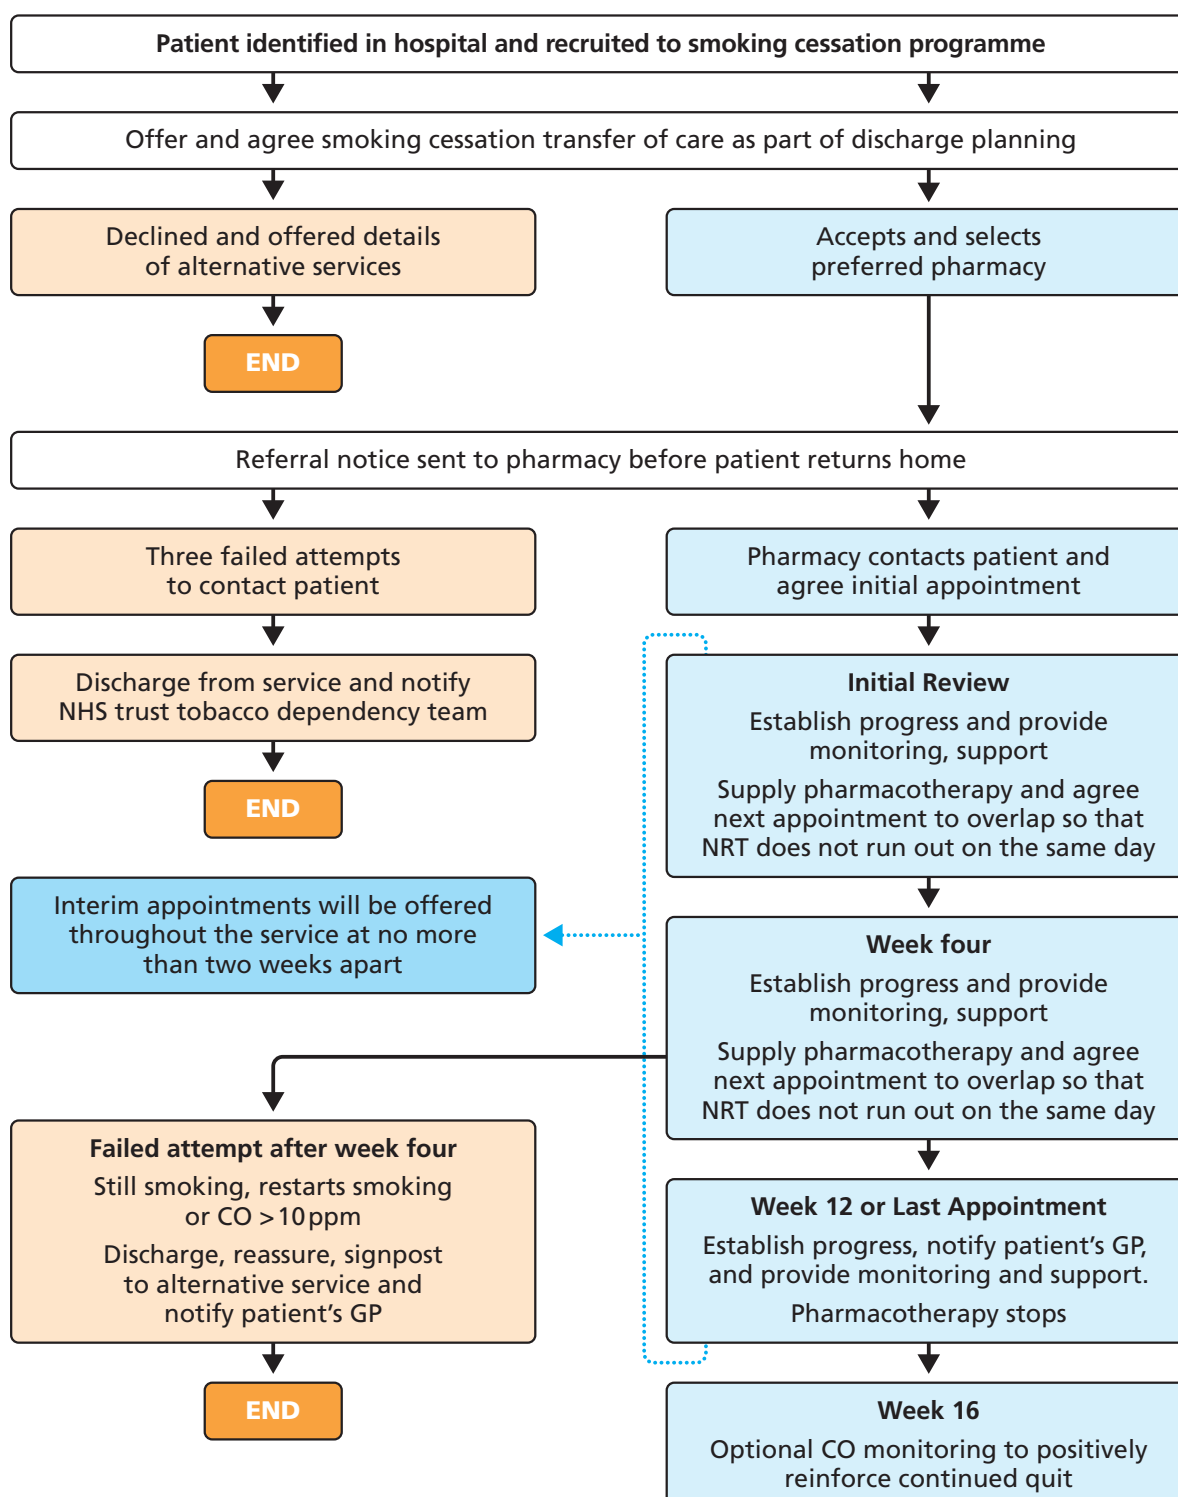 Patient identified in hospital and recruited to smoking cessation programme
Offer and agree smoking cessation transfer of care as part of discharge planning
Declined and offered details
of alternative services
END
Accepts and selects
preferred pharmacy
Referral notice sent to pharmacy before patient returns home
Three failed attempts
to contact patient
Discharge from service and notify
NHS trust tobacco dependency team
END
Pharmacy contacts patient and
agree initial appointment
Initial Review
Establish progress and provide
monitoring, support
Supply pharmacotherapy and agree
next appointment to overlap so that
NRT does not run out on the same day
Interim appointments will be offered
throughout the service at no more
than two weeks apart
Week four
Establish progress and provide
monitoring, support
Supply pharmacotherapy and agree
next appointment to overlap so that
NRT does not run out on the same day
Failed attempt after week four
Still smoking, restarts smoking
or CO >10 ppm
Discharge, reassure, signpost
to alternative service and
notify patient’s GP
END
Week 12 or Last Appointment
Establish progress, notify patient’s GP,
and provide monitoring and support.
Pharmacotherapy stops
Week 16
Optional CO monitoring to positively
reinforce continued quit